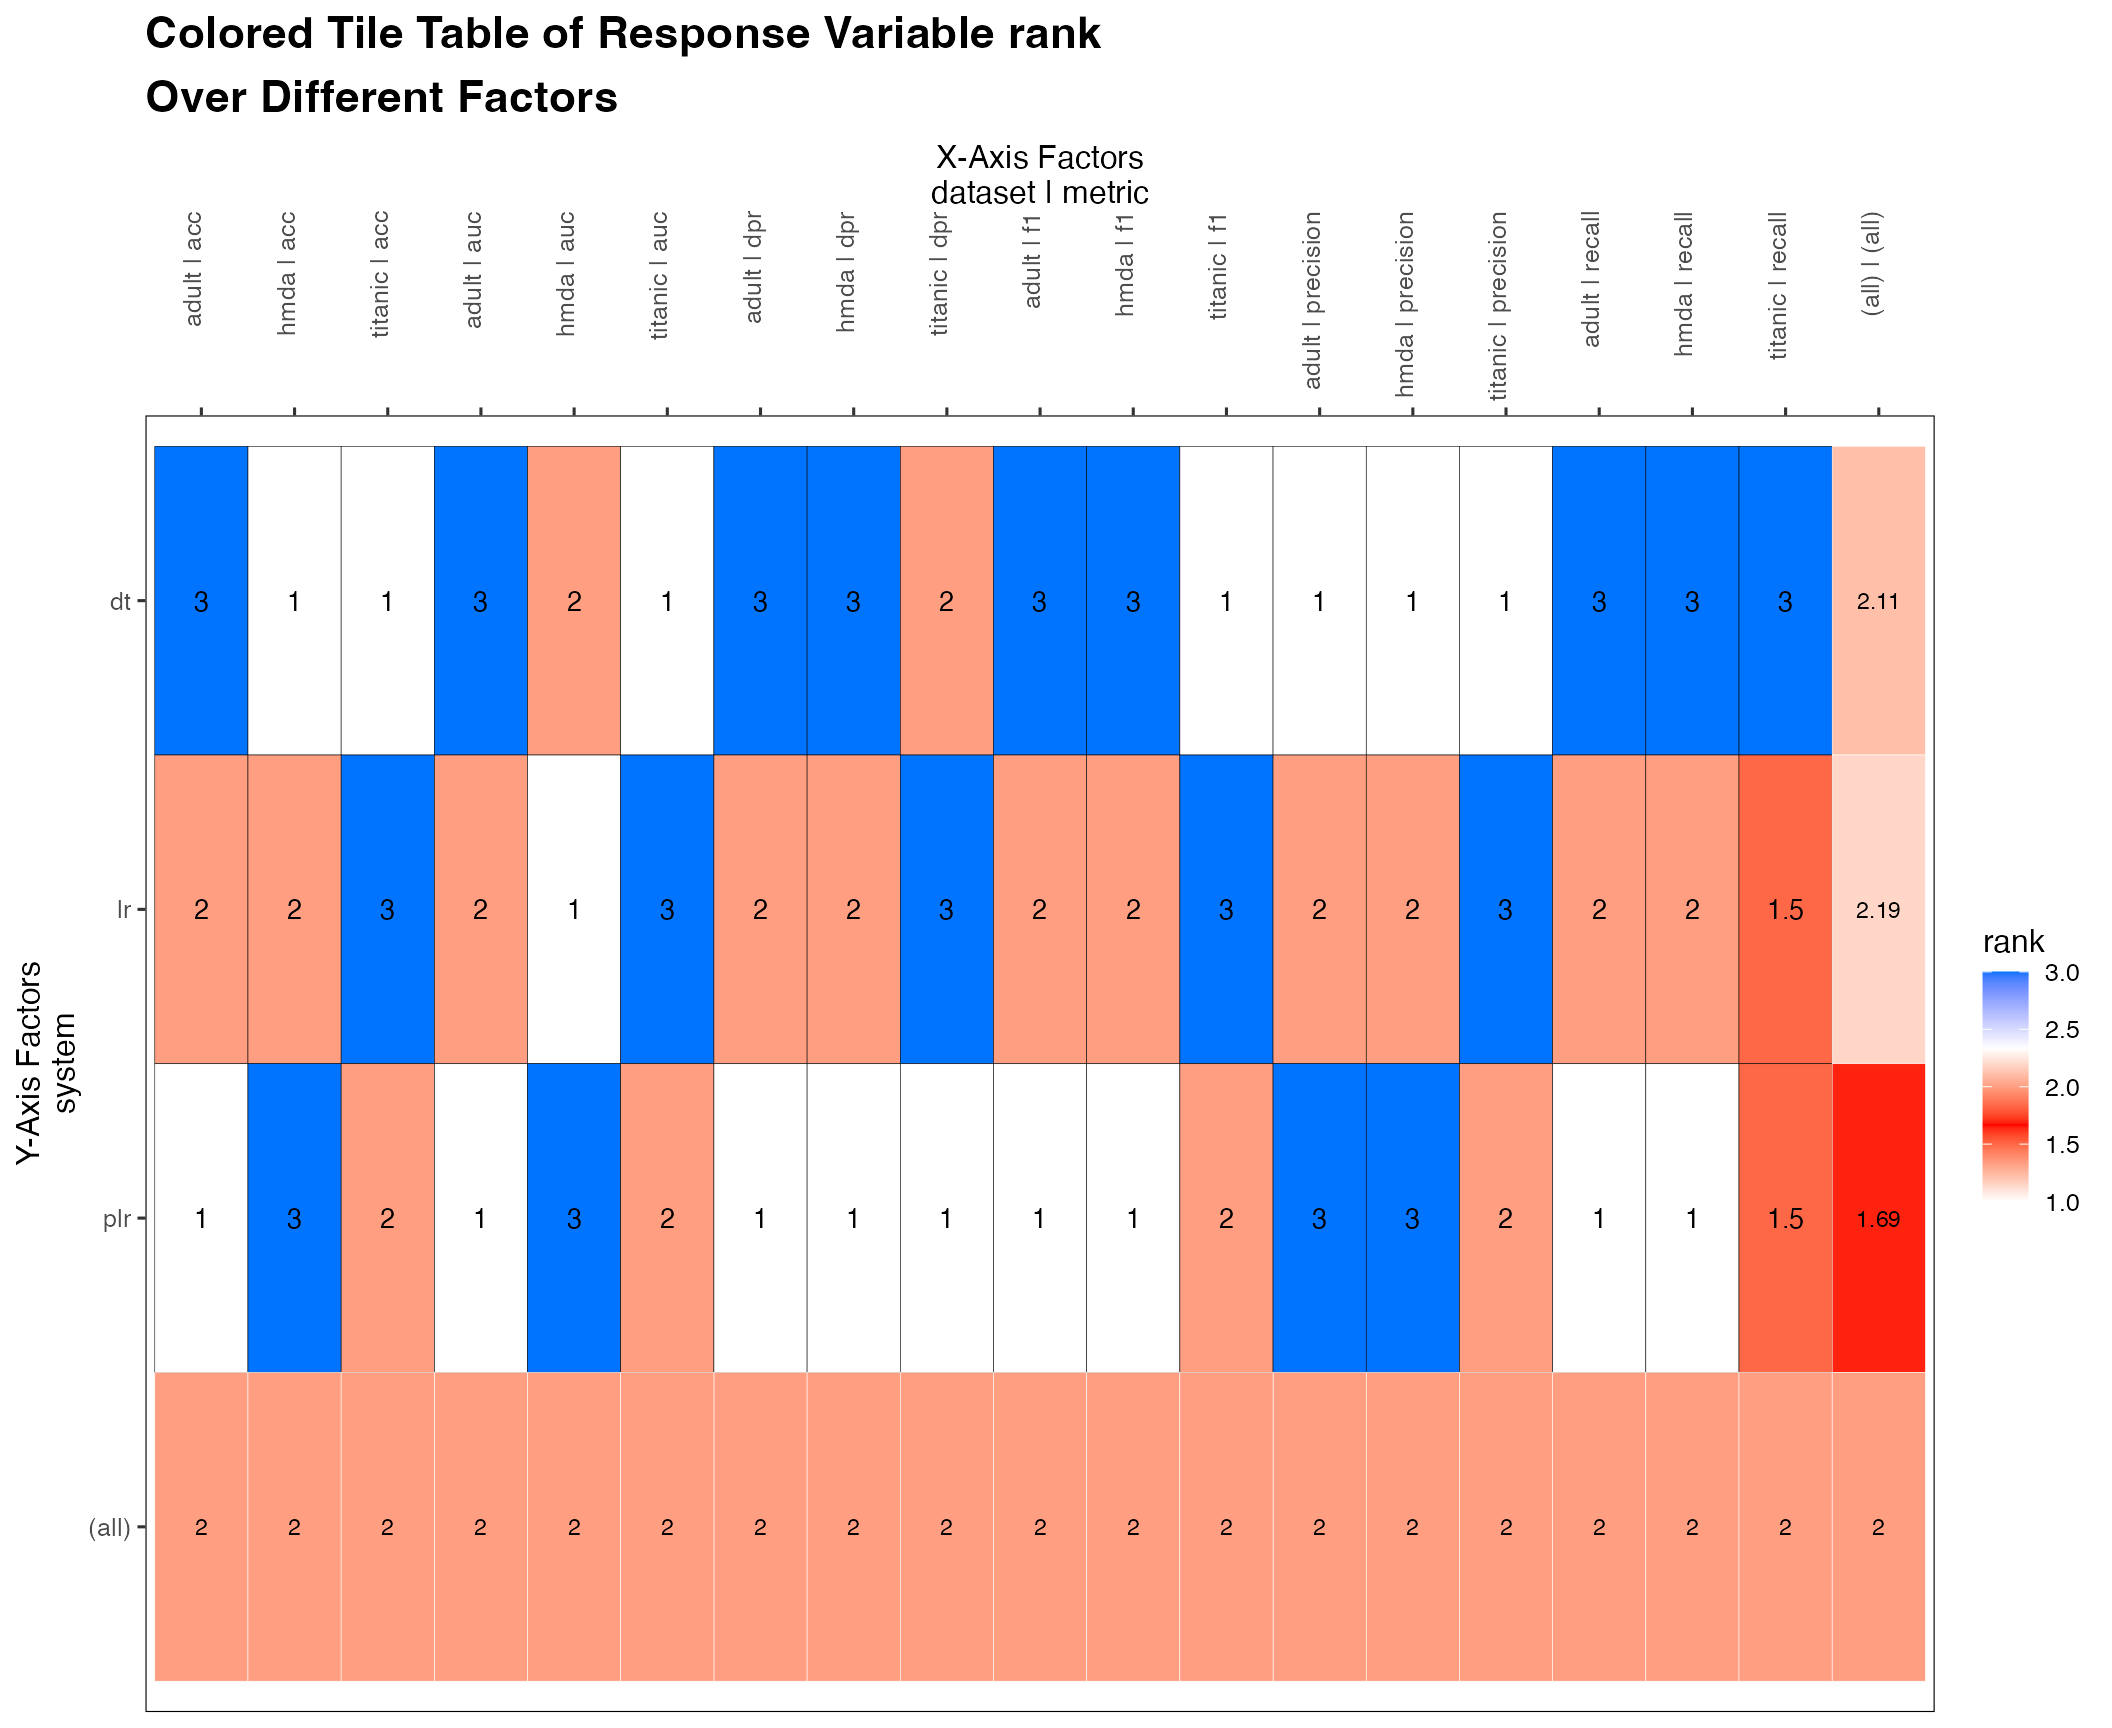 Colored Tile Table of Response Variable rank
Over Different Factors
X-Axis Factors
dataset | metric
adult | acc
hmda | acc
titanic | acc
adult | auc
hmda | auc
titanic | auc
adult | dpr
hmda | dpr
titanic | dpr
adult | f1
hmda | f1
titanic | f1
adult | precision
hmda | precision
titanic | precision
adult | recall
hmda | recall
titanic | recall
(all) | (all)
Y-Axis Factors
system
dt 3 1 1 3 2 1 3 3 2 3 3 1 1 1 1 3 3 3 2.11
lr 2 2 3 2 1 3 2 2 3 2 2 3 2 2 3 2 2 1.5 2.19
plr 1 3 2 1 3 2 1 1 1 1 1 2 3 3 2 1 1 1.5 1.69
(all) 2 2 2 2 2 2 2 2 2 2 2 2 2 2 2 2 2 2 2
rank
3.0
2.5
2.0
1.5
1.0